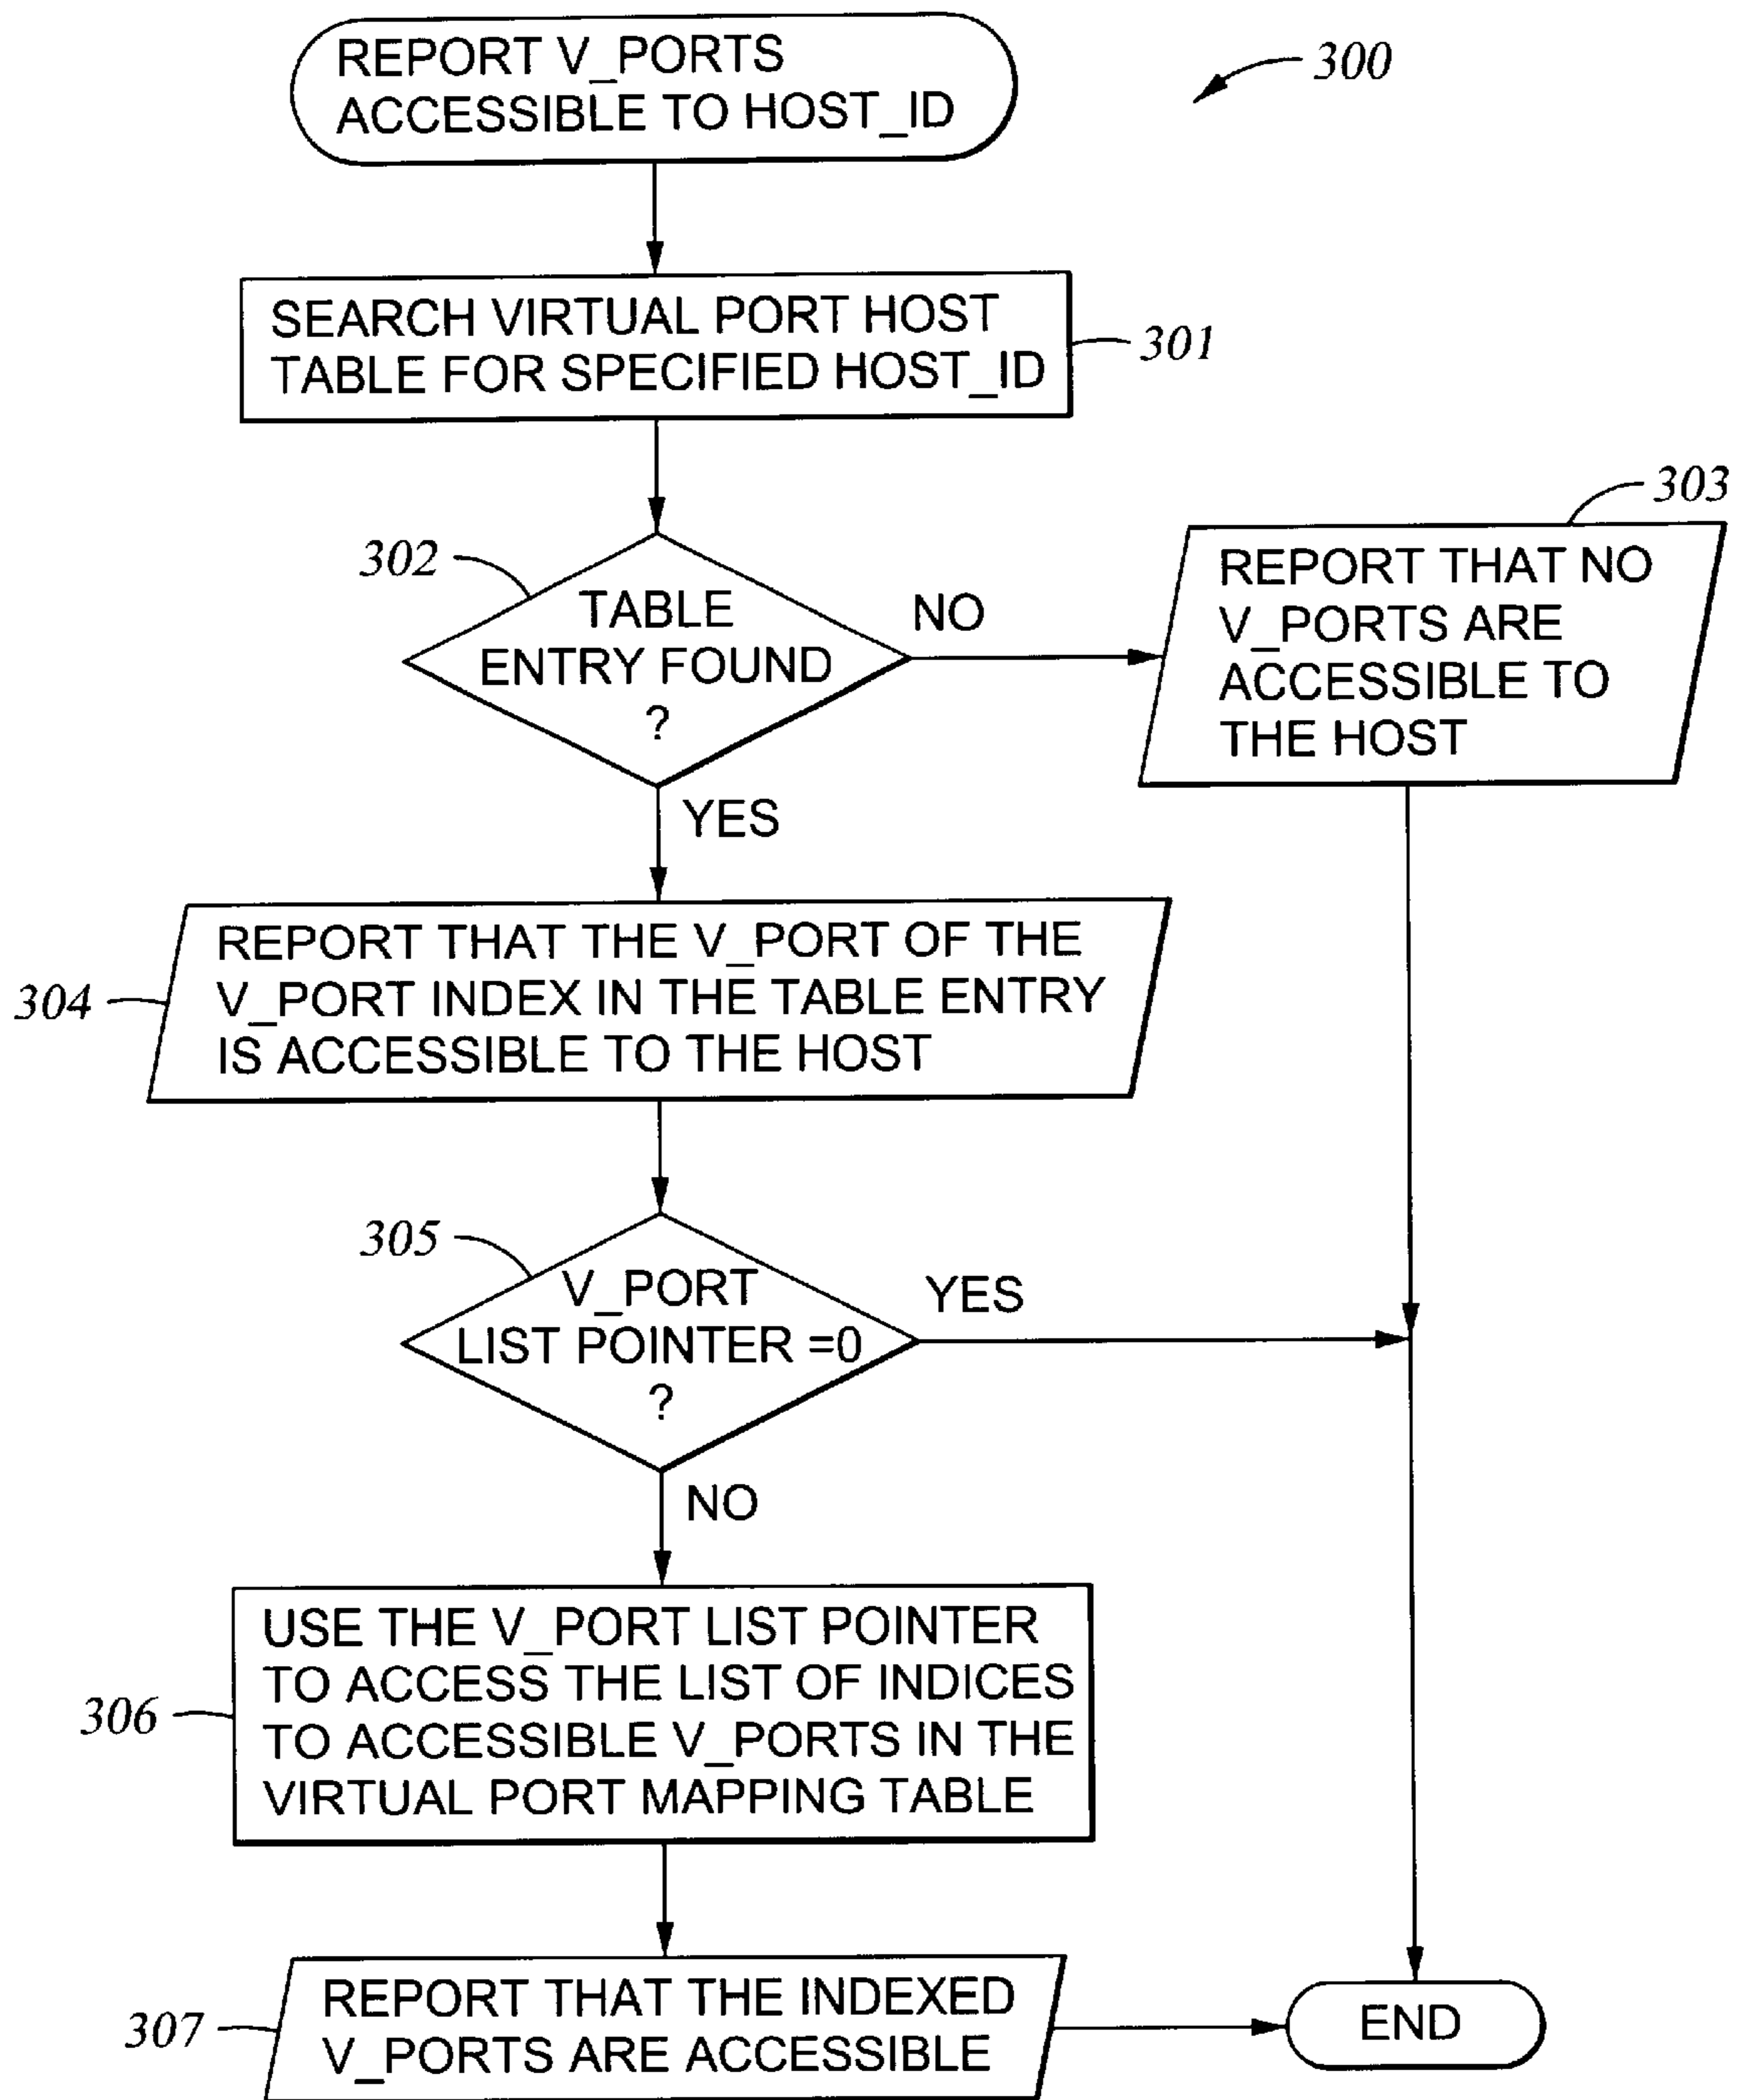 REPORT V_PORTS
ACCESSIBLE TO HOST_ID
300
SEARCH VIRTUAL PORT HOST
TABLE FOR SPECIFIED HOST_ID
301
302
TABLE
ENTRY FOUND
?
NO
303
REPORT THAT NO
V_PORTS ARE
ACCESSIBLE TO
THE HOST
YES
304
REPORT THAT THE V_PORT OF THE
V_PORT INDEX IN THE TABLE ENTRY
IS ACCESSIBLE TO THE HOST
305
V_PORT
LIST POINTER =0
?
YES
NO
306
USE THE V_PORT LIST POINTER
TO ACCESS THE LIST OF INDICES
TO ACCESSIBLE V_PORTS IN THE
VIRTUAL PORT MAPPING TABLE
307
REPORT THAT THE INDEXED
V_PORTS ARE ACCESSIBLE
END